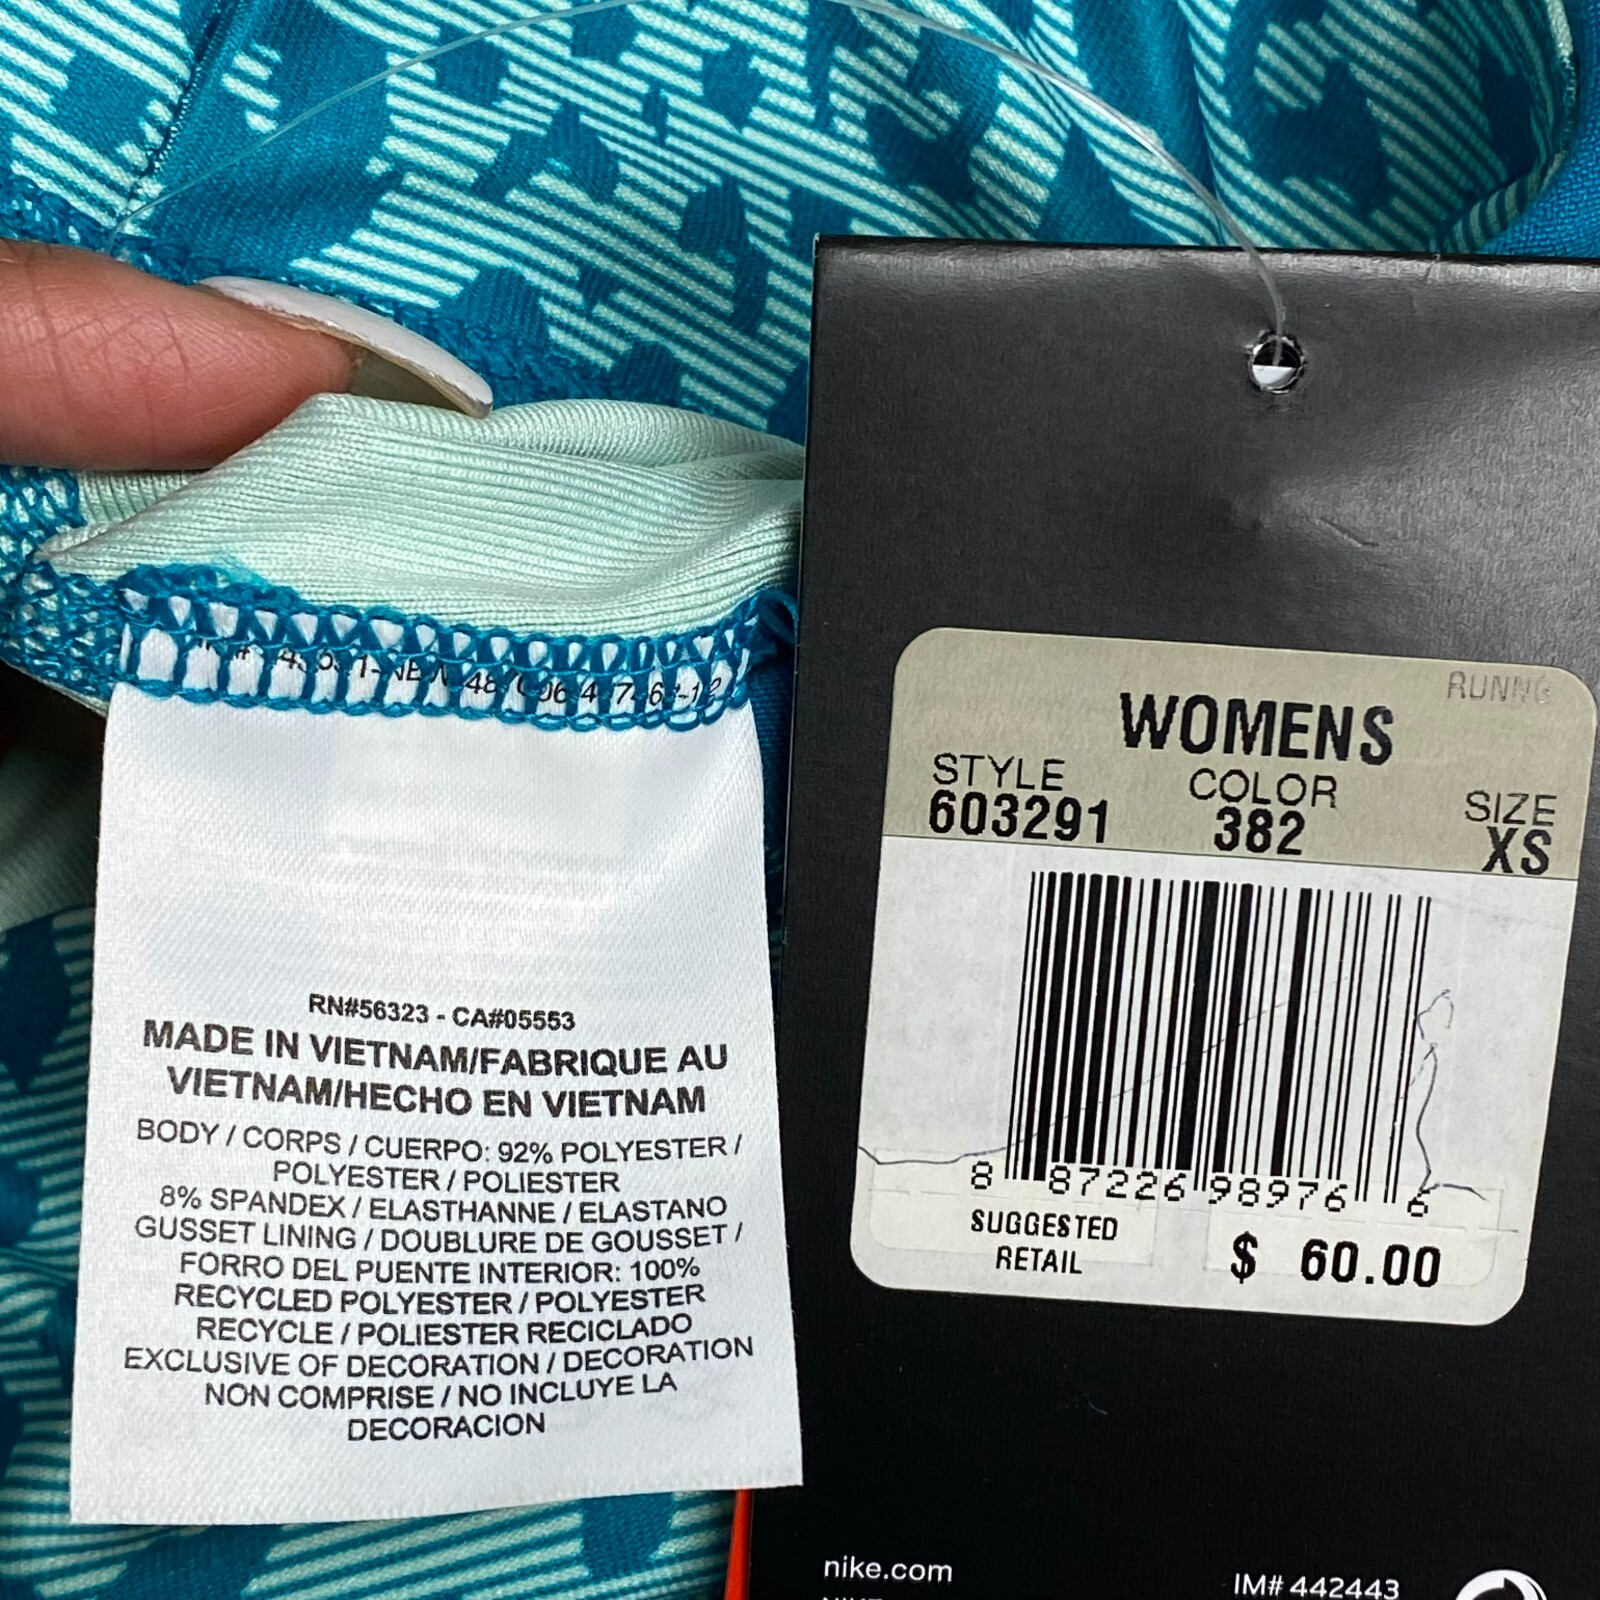 RN#56323 - CA#05553
MADE IN VIETNAM/FABRIQUE AU
VIETNAM/HECHO EN VIETNAM
BODY / CORPS / CUERPO: 92% POLYESTER /
POLYESTER / POLIESTER
8% SPANDEX / ELASTHANNE / ELASTANO
GUSSET LINING / DOUBLURE DE GOUSSET /
FORRO DEL PUENTE INTERIOR: 100%
RECYCLED POLYESTER / POLYESTER
RECYCLE / POLIESTER RECICLADO
EXCLUSIVE OF DECORATION / DECORATION
NON COMPRISE / NO INCLUYE LA
DECORACION
RUNNG
WOMENS
STYLE COLOR SIZE
603291 382 XS
8 87226 98976 6
SUGGESTED
RETAIL
$ 60.00
nike.com
IM# 442443